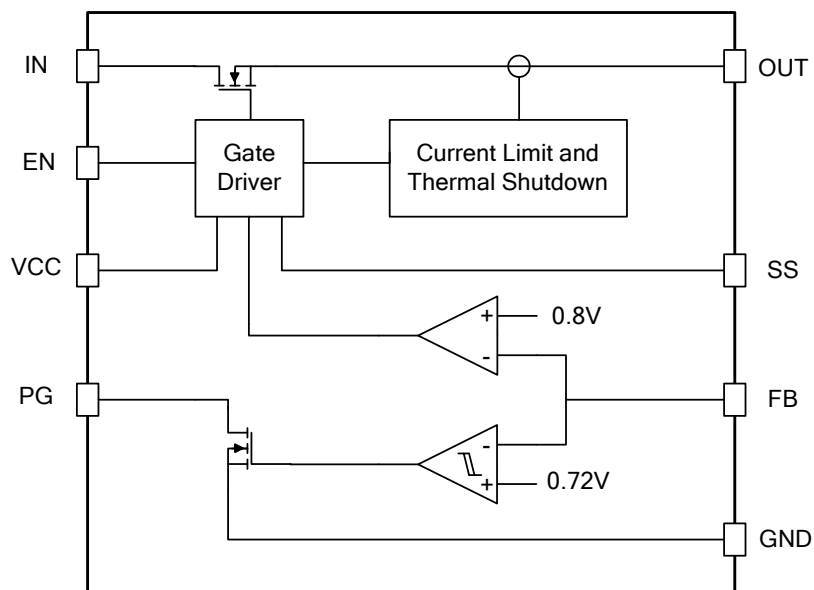 IN
OUT
EN
Gate
Driver
Current Limit and
Thermal Shutdown
VCC
SS
+
0.8V
-
PG
FB
-
+
0.72V
GND